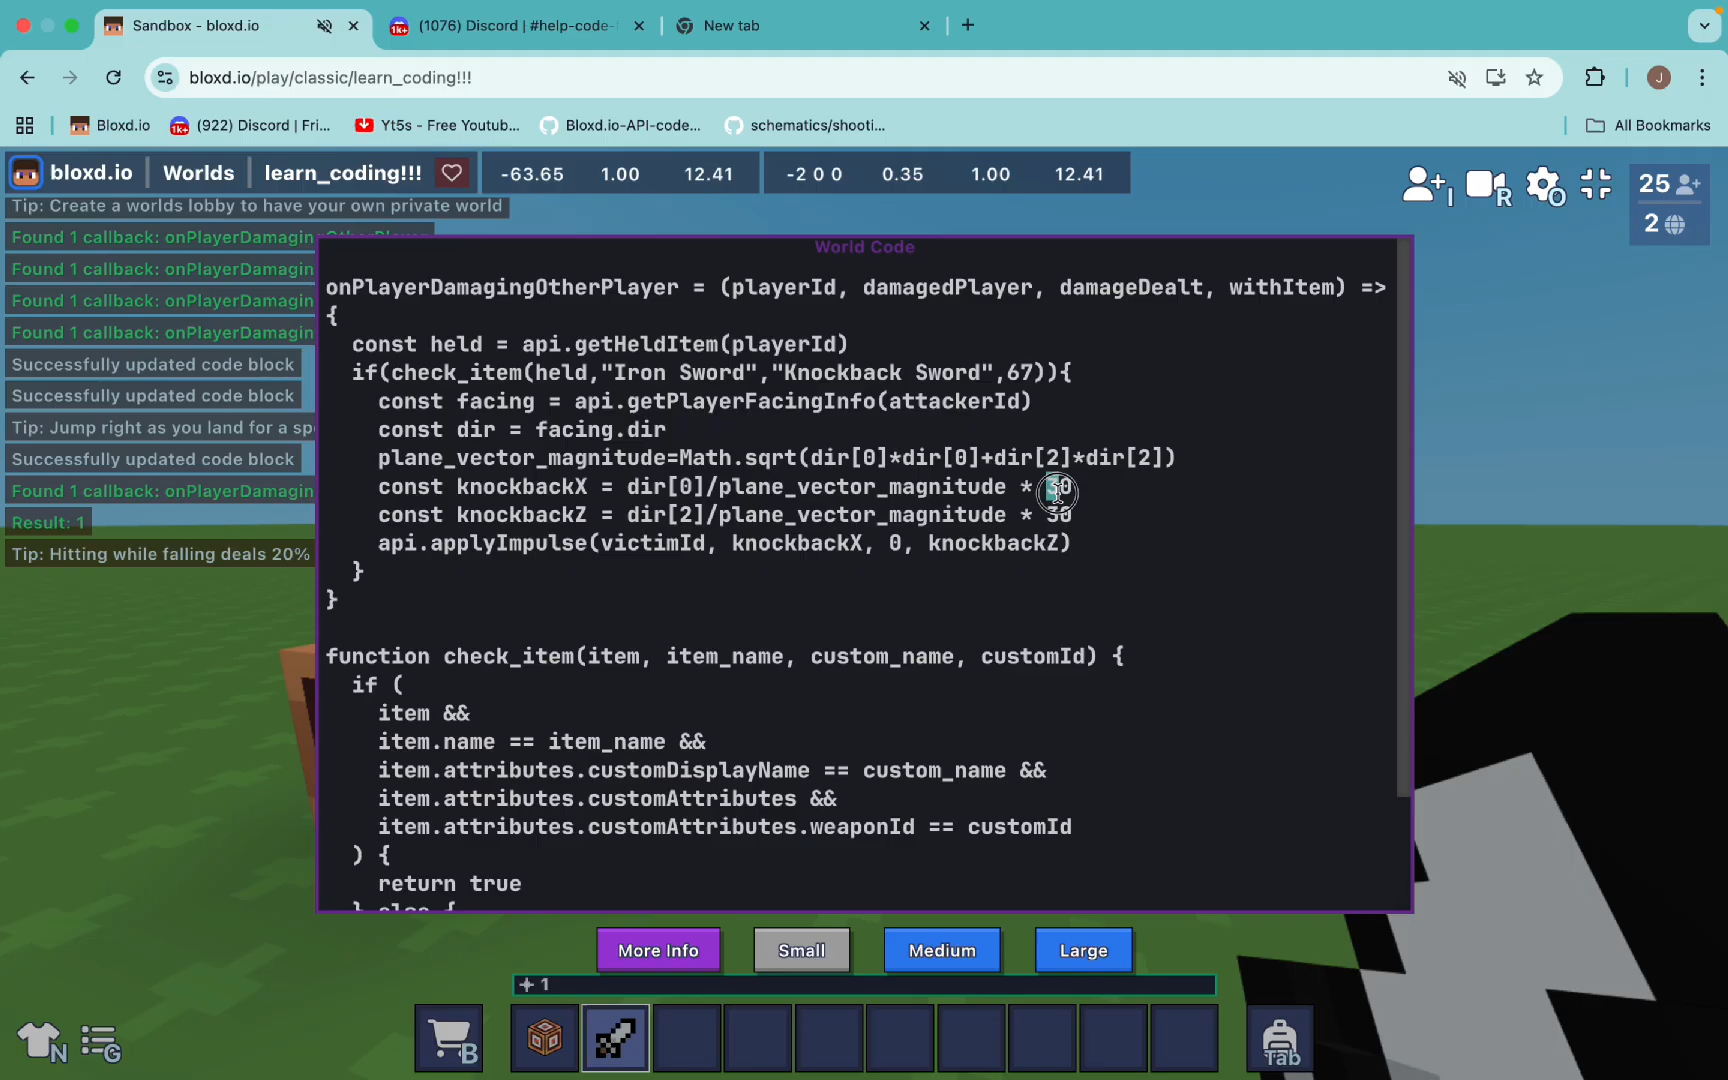 Sandbox - bloxd.io
(1076) Discord | #help-code-
New tab
bloxd.io/play/classic/learn_coding!!!
J
Bloxd.io
(922) Discord | Fri...
Yt5s - Free Youtub...
Bloxd.io-API-code...
schematics/shooti...
All Bookmarks
bloxd.io
Worlds
learn_coding!!!
-63.65 1.00 12.41
-2 0 0 0.35 1.00 12.41
I
R
O
25
2
Tip: Create a worlds lobby to have your own private world
Found 1 callback: onPlayerDamagin
Found 1 callback: onPlayerDamagin
Found 1 callback: onPlayerDamagin
Found 1 callback: onPlayerDamagin
Successfully updated code block
Successfully updated code block
Tip: Jump right as you land for a sp
Successfully updated code block
Found 1 callback: onPlayerDamagin
Result: 1
Tip: Hitting while falling deals 20%
World Code
onPlayerDamagingOtherPlayer = (playerId, damagedPlayer, damageDealt, withItem) =>
{
const held = api.getHeldItem(playerId)
if(check_item(held,"Iron Sword","Knockback Sword",67)){
const facing = api.getPlayerFacingInfo(attackerId)
const dir = facing.dir
plane_vector_magnitude=Math.sqrt(dir[0]*dir[0]+dir[2]*dir[2])
const knockbackX = dir[0]/plane_vector_magnitude * 30
const knockbackZ = dir[2]/plane_vector_magnitude * 30
api.applyImpulse(victimId, knockbackX, 0, knockbackZ)
}
}
function check_item(item, item_name, custom_name, customId) {
if (
item &&
item.name == item_name &&
item.attributes.customDisplayName == custom_name &&
item.attributes.customAttributes &&
item.attributes.customAttributes.weaponId == customId
) {
return true
} else {
More Info
Small
Medium
Large
1
N
G
B
Tab